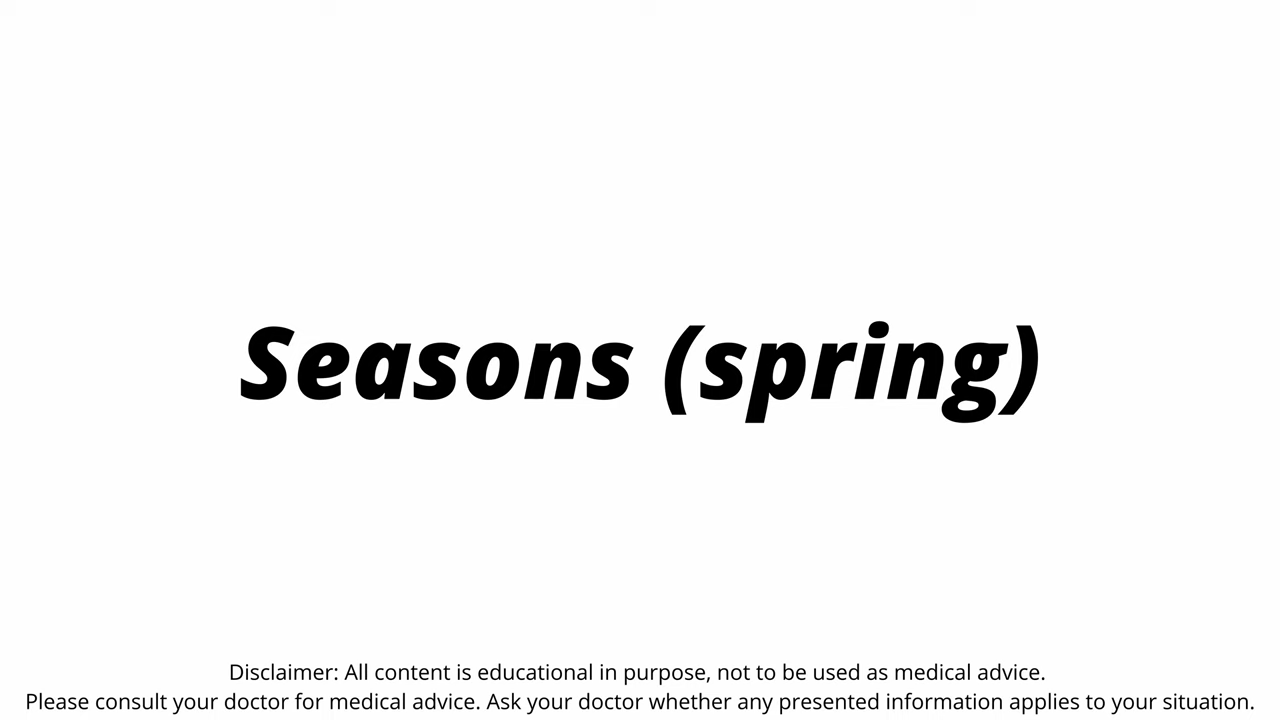 Seasons (spring)
Disclaimer: All content is educational in purpose, not to be used as medical advice.
Please consult your doctor for medical advice. Ask your doctor whether any presented information applies to your situation.